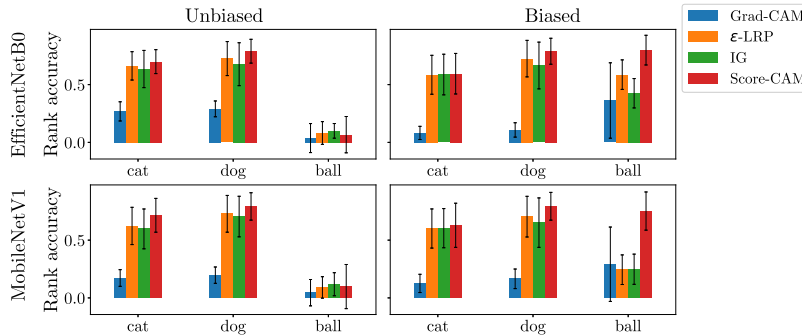 Unbiased
Biased
Grad-CAM
ε-LRP
IG
Score-CAM
EfficientNetB0
Rank accuracy
0.5
0.0
cat dog ball
cat dog ball
MobileNetV1
Rank accuracy
0.5
0.0
cat dog ball
cat dog ball